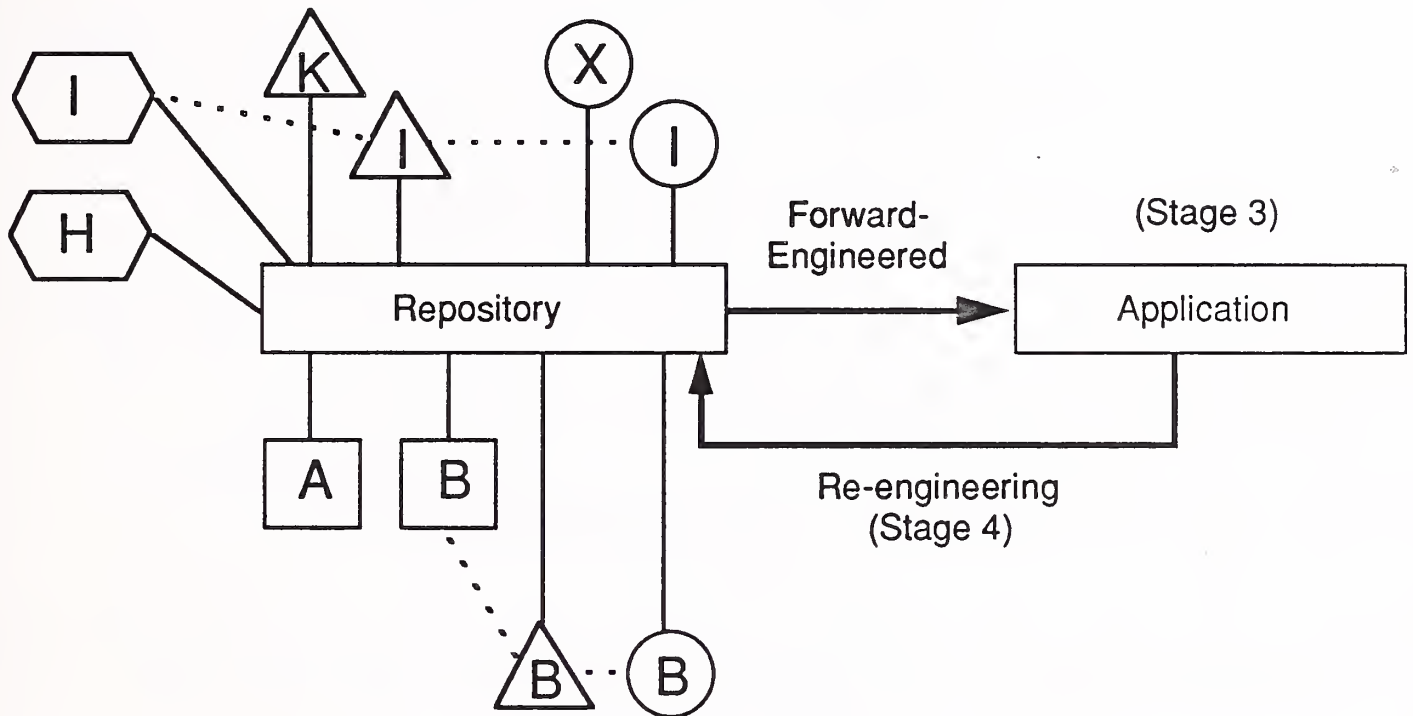 K
X
I
I
I
H
Forward-
Engineered
(Stage 3)
Repository
Application
A
B
Re-engineering
(Stage 4)
B
B